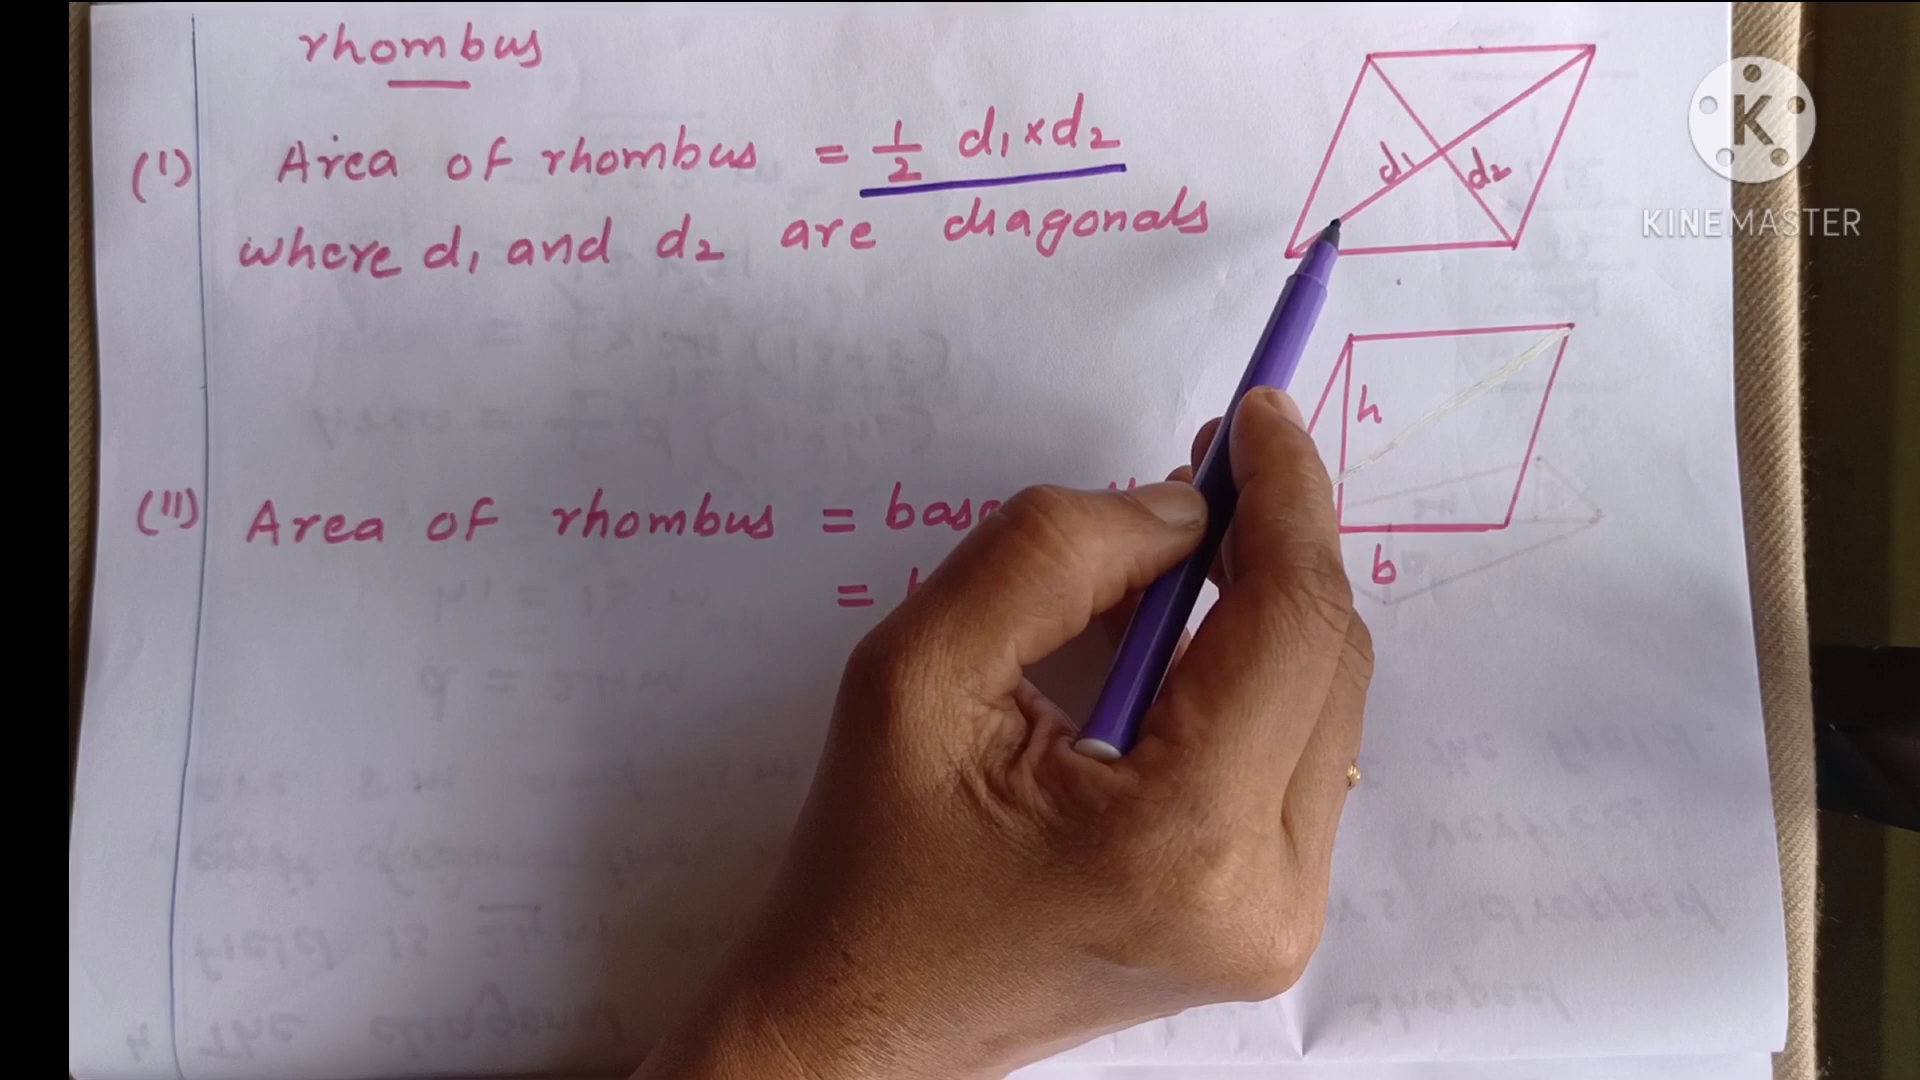 rhombus
(I) Area of rhombus = 1/2 d1 x d2
where d1 and d2 are diagonals
d1
d2
K
KINEMASTER
h
(II) Area of rhombus =
=
b